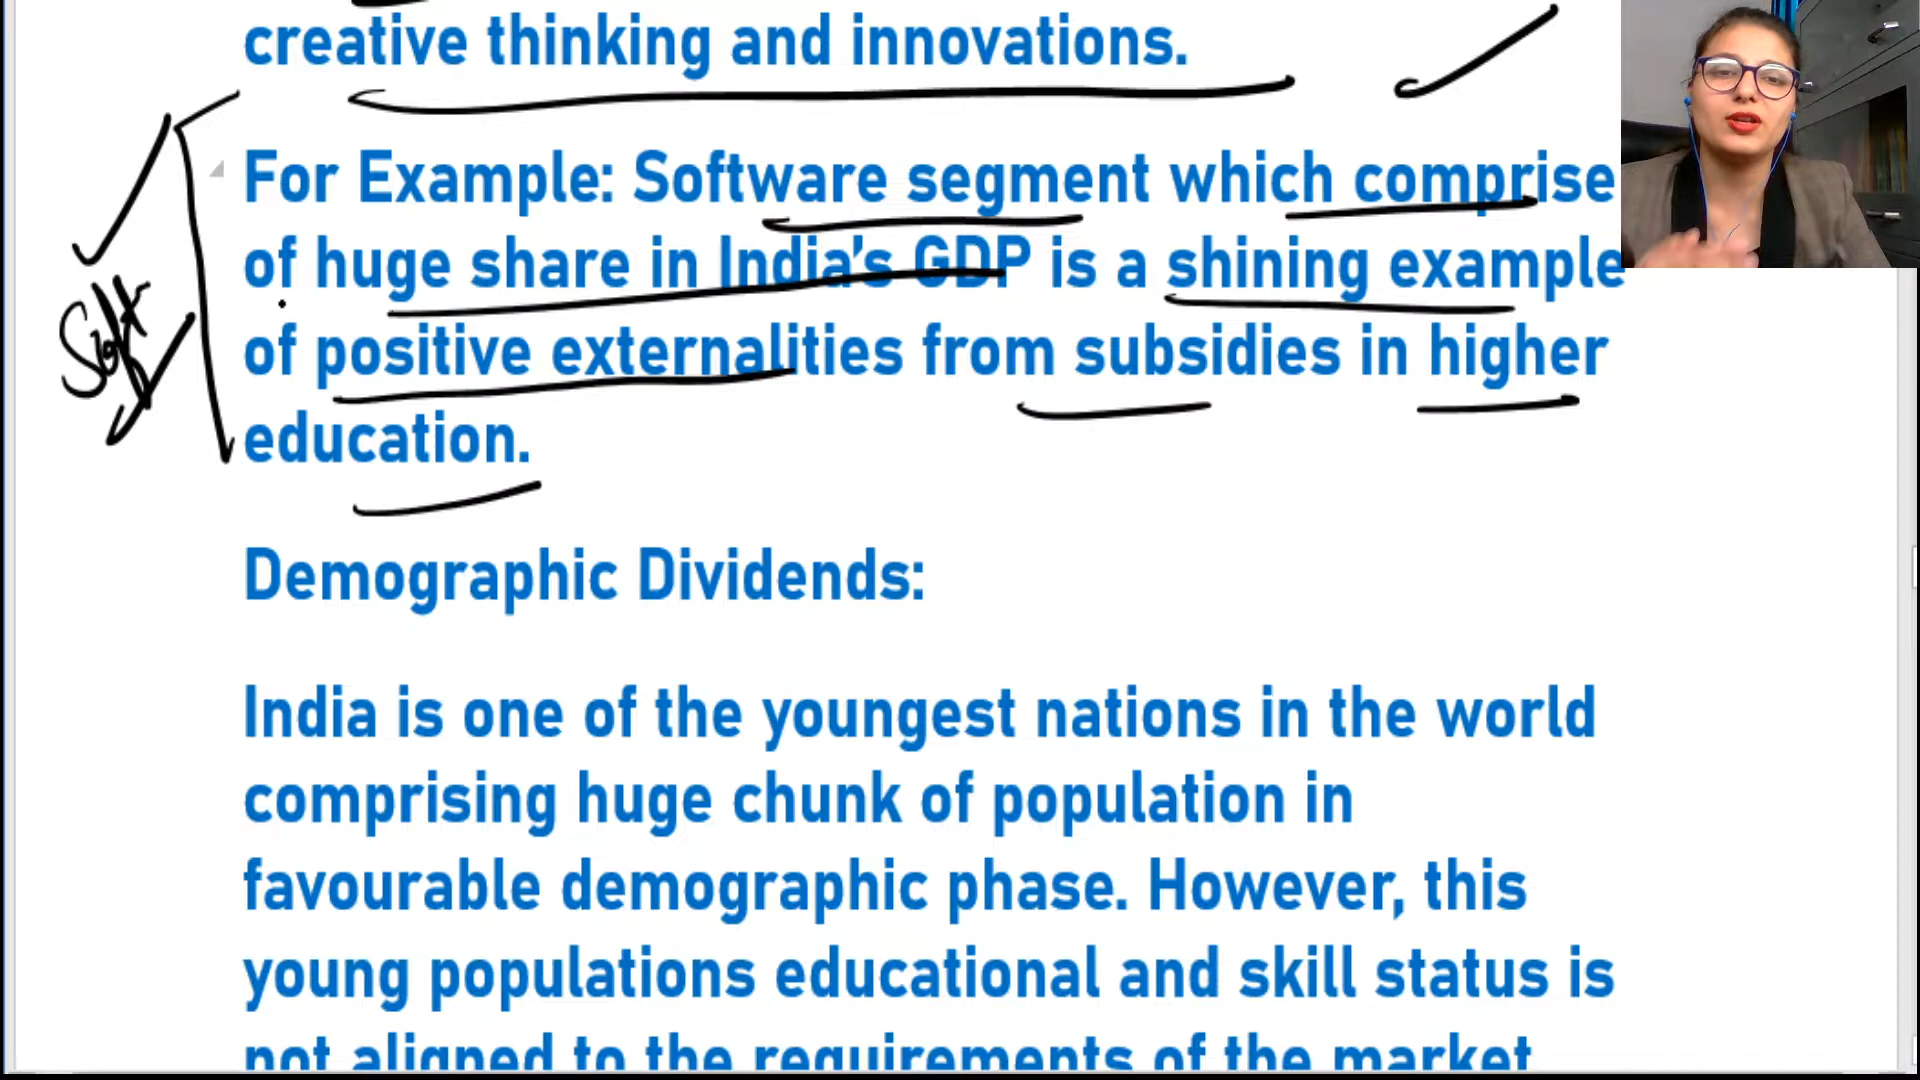 creative thinking and innovations.
For Example: Software segment which comprise
of huge share in India's GDP is a shining example
of positive externalities from subsidies in higher
education.
Demographic Dividends:
India is one of the youngest nations in the world
comprising huge chunk of population in
favourable demographic phase. However, this
young populations educational and skill status is
not aligned to the requirements of the market